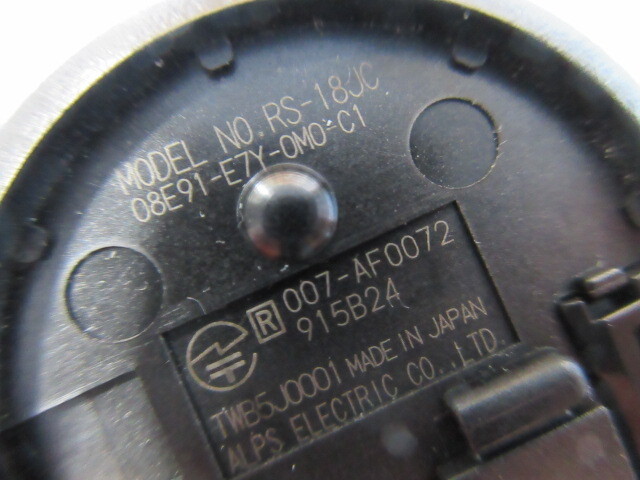 MODEL NO. RS-18JC
08E91-E7Y-0M0-C1
R 007-AF0072
915B24
TWB5J0001 MADE IN JAPAN
ALPS ELECTRIC CO.,LTD.